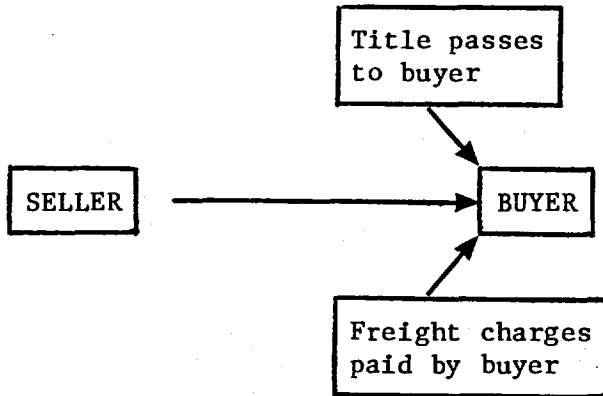 Title passes
to buyer
SELLER
BUYER
Freight charges
paid by buyer